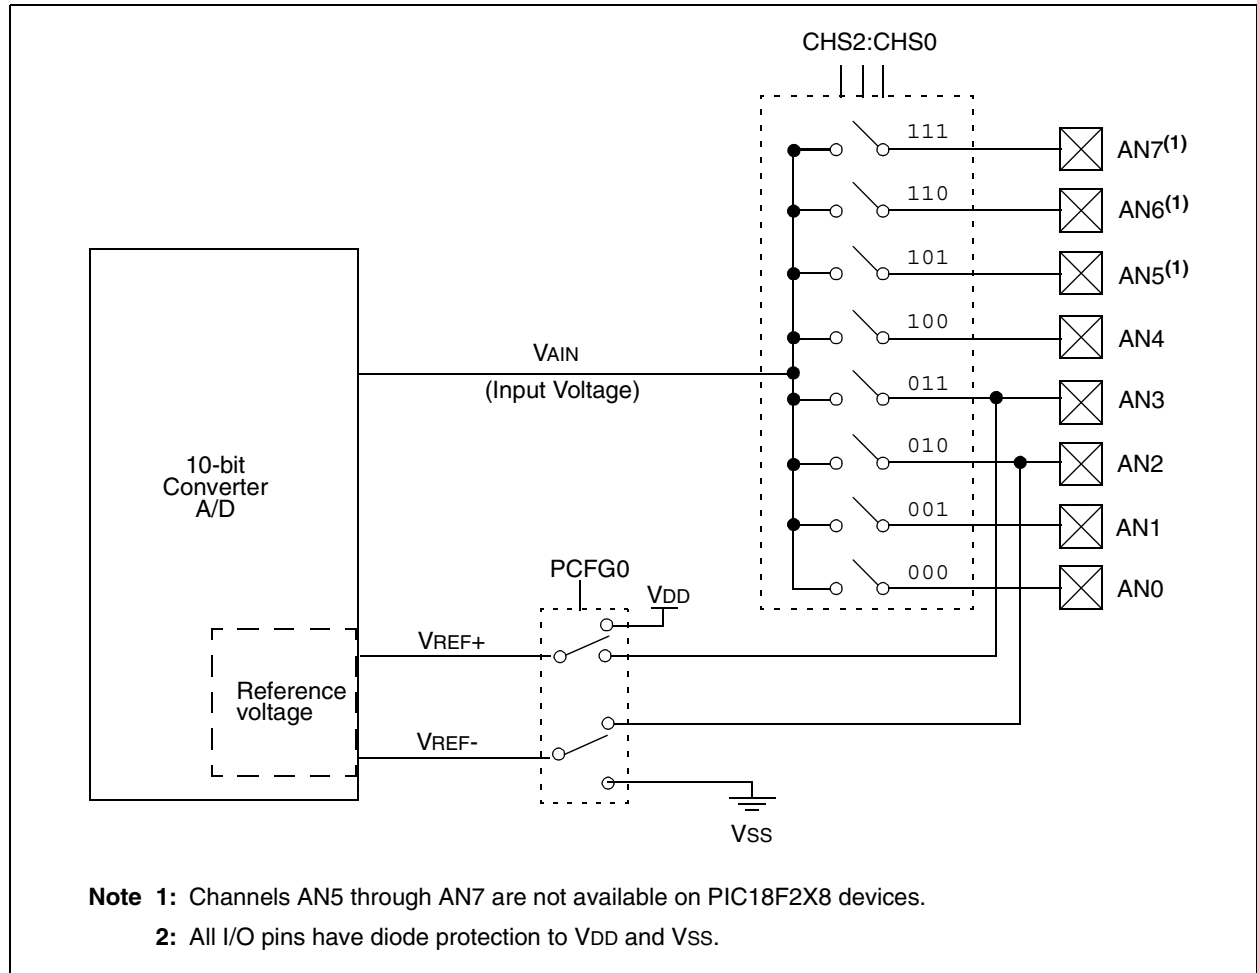 CHS2:CHS0
111
AN7(1)
110
AN6(1)
101
AN5(1)
100
AN4
VAIN
(Input Voltage)
011
AN3
010
AN2
10-bit
Converter
A/D
001
AN1
PCFG0
000
AN0
VDD
VREF+
Reference
voltage
VREF-
VSS
Note 1: Channels AN5 through AN7 are not available on PIC18F2X8 devices.
2: All I/O pins have diode protection to VDD and VSS.